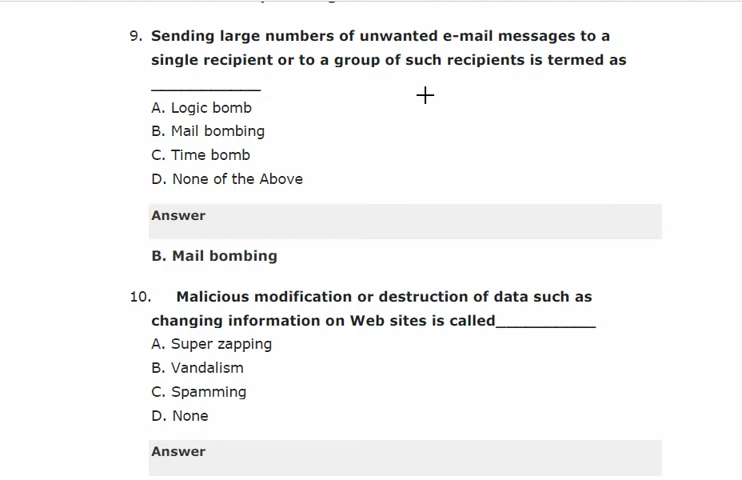 9. Sending large numbers of unwanted e-mail messages to a
single recipient or to a group of such recipients is termed as
___________
A. Logic bomb
B. Mail bombing
C. Time bomb
D. None of the Above
Answer
B. Mail bombing
10. Malicious modification or destruction of data such as
changing information on Web sites is called__________
A. Super zapping
B. Vandalism
C. Spamming
D. None
Answer